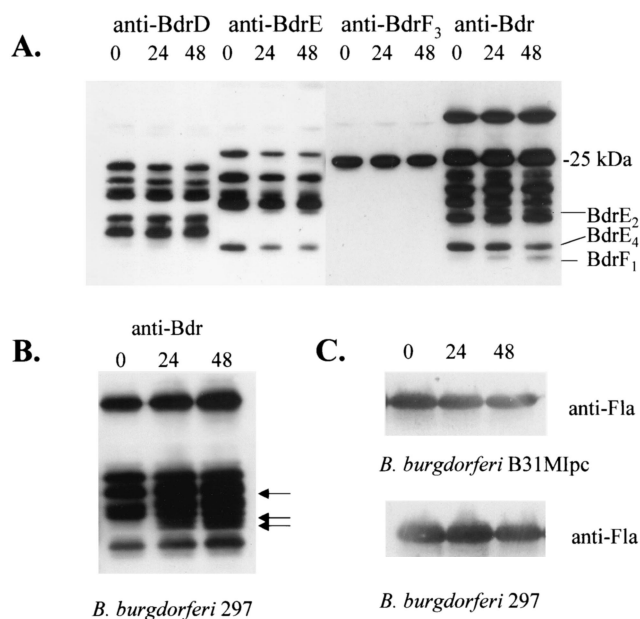 anti-BdrD anti-BdrE anti-BdrF3 anti-Bdr
A. 0 24 48 0 24 48 0 24 48 0 24 48
-25 kDa
BdrE2
BdrE4
BdrF1
anti-Bdr
B. 0 24 48
B. burgdorferi 297
C. 0 24 48
anti-Fla
B. burgdorferi B31MIpc
anti-Fla
B. burgdorferi 297